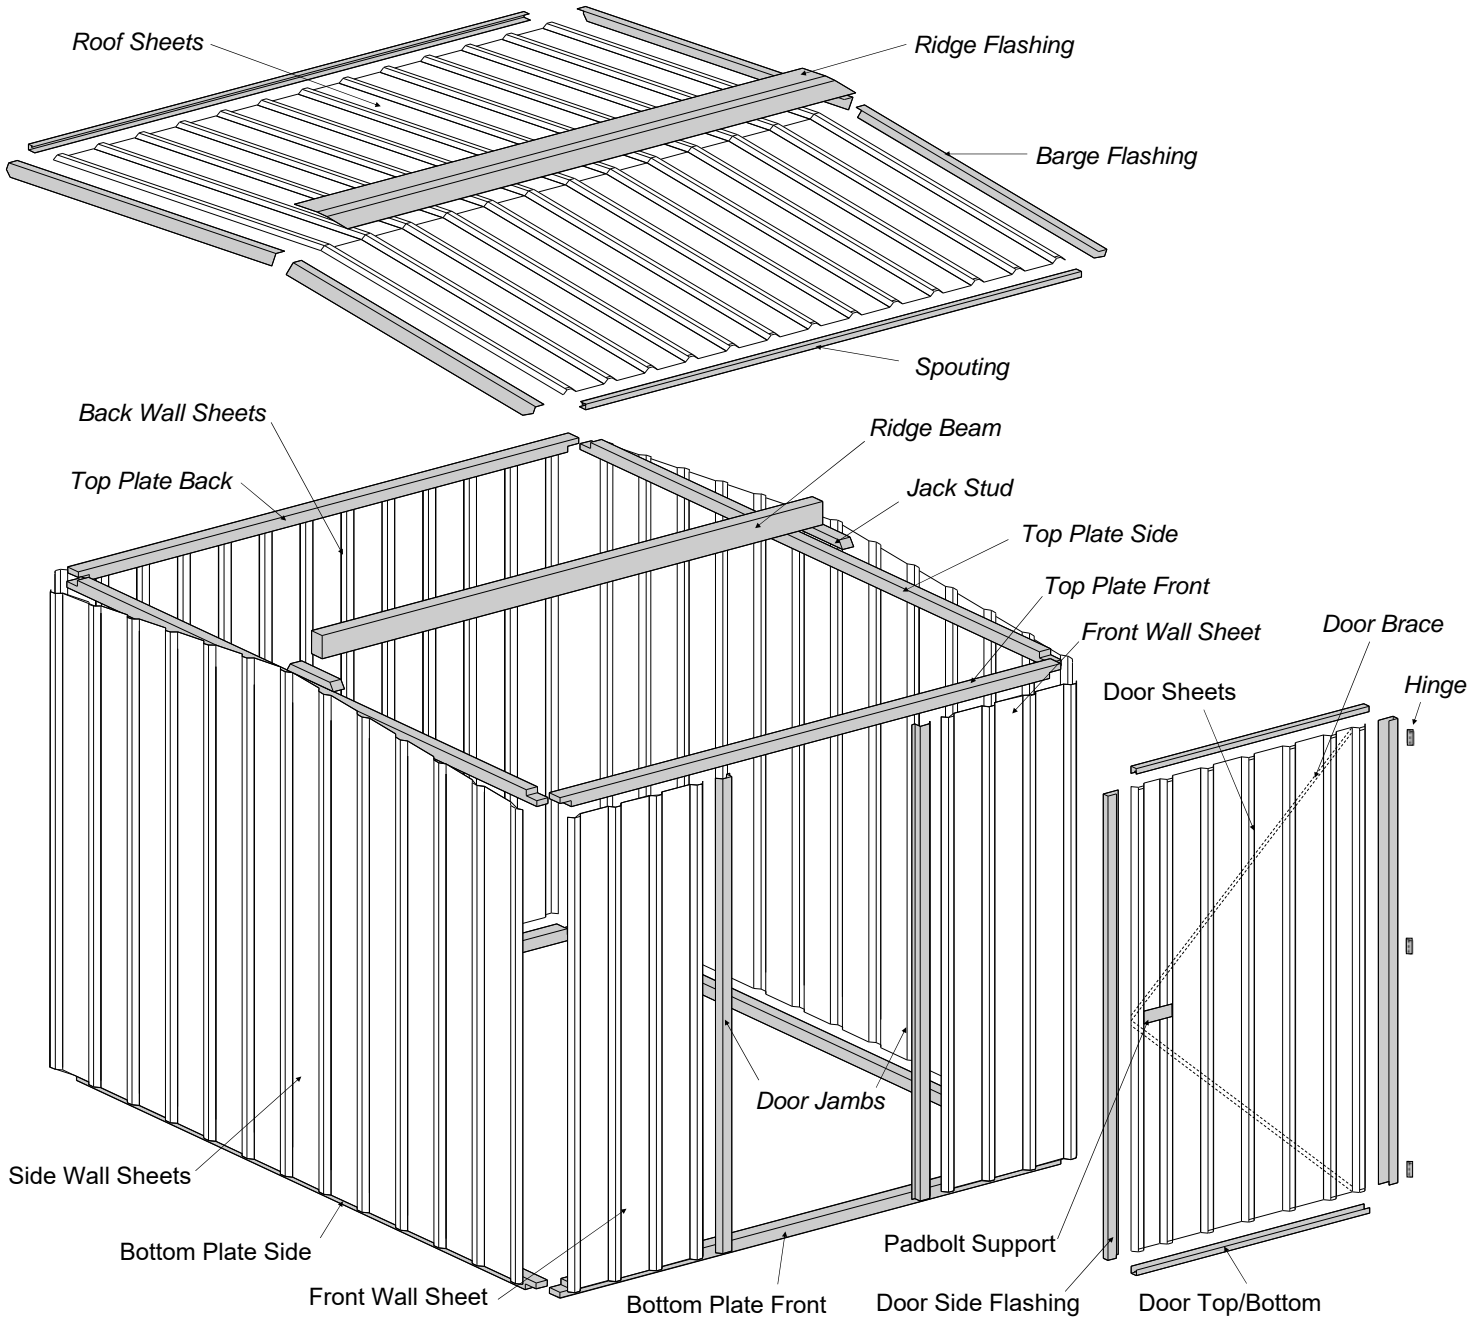 Roof Sheets
Ridge Flashing
Barge Flashing
Spouting
Back Wall Sheets
Ridge Beam
Top Plate Back
Jack Stud
Top Plate Side
Top Plate Front
Front Wall Sheet
Door Brace
Door Sheets
Hinge
Door Jambs
Side Wall Sheets
Bottom Plate Side
Padbolt Support
Front Wall Sheet
Bottom Plate Front
Door Side Flashing
Door Top/Bottom